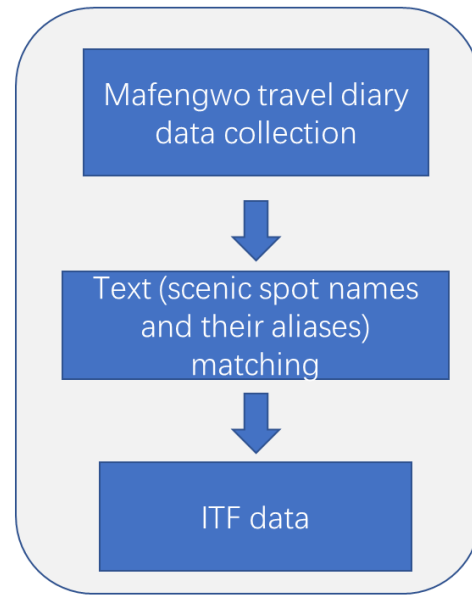 Mafengwo travel diary
data collection
Text (scenic spot names
and their aliases)
matching
ITF data